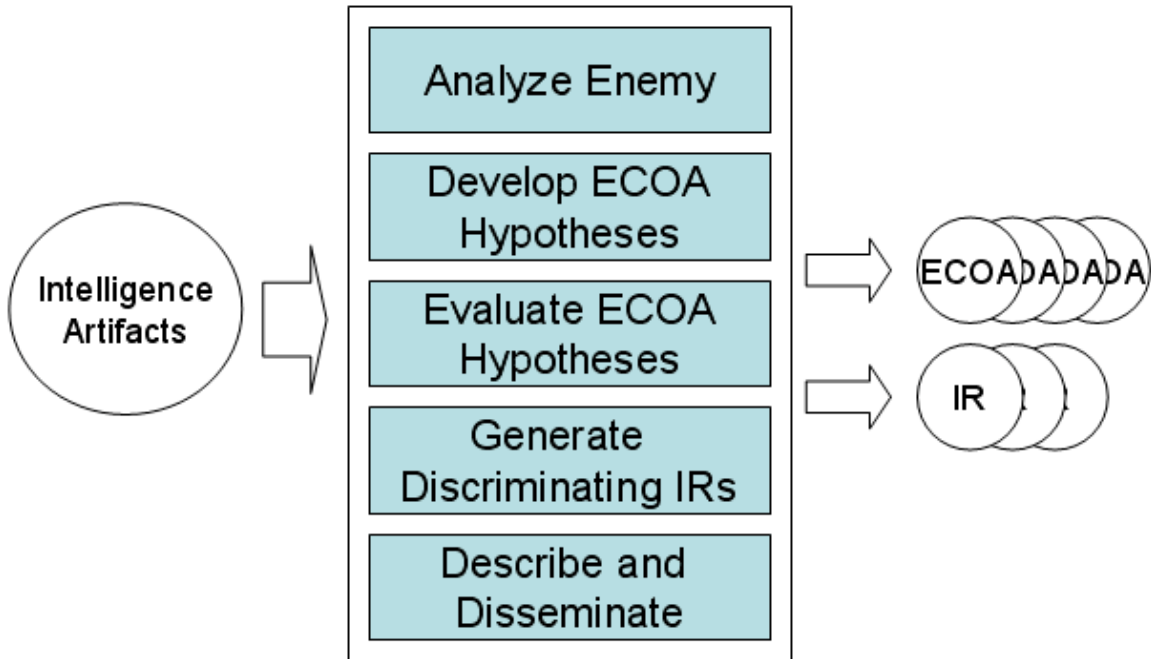 Analyze Enemy
Develop ECOA
Hypotheses
Intelligence
Artifacts
Evaluate ECOA
Hypotheses
Generate
Discriminating IRs
Describe and
Disseminate
ECOA
IR